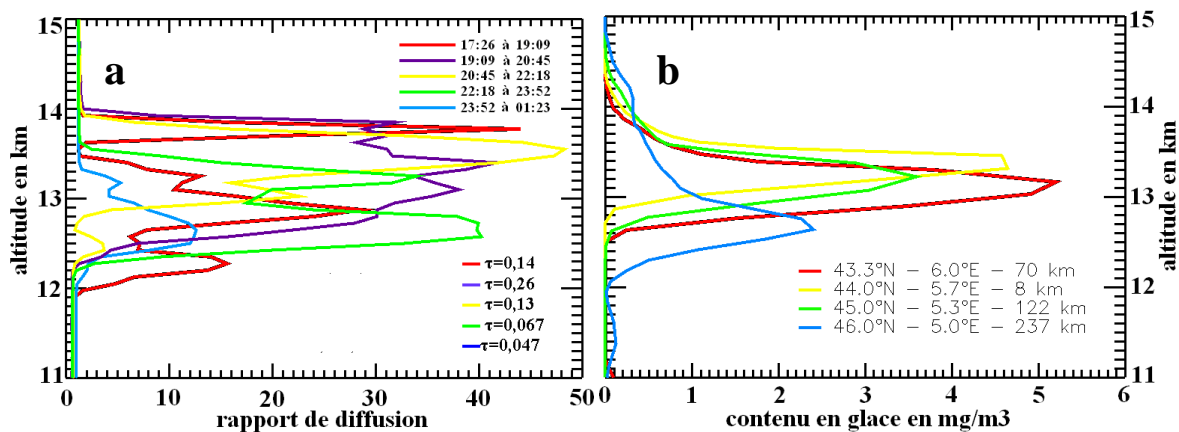 a
17:26 à 19:09
19:09 à 20:45
20:45 à 22:18
22:18 à 23:52
23:52 à 01:23
τ=0,14
τ=0,26
τ=0,13
τ=0,067
τ=0,047
altitude en km
15
14
13
12
11
0 10 20 30 40 50
rapport de diffusion
b
43.3°N – 6.0°E – 70 km
44.0°N – 5.7°E – 8 km
45.0°N – 5.3°E – 122 km
46.0°N – 5.0°E – 237 km
0 1 2 3 4 5 6
contenu en glace en mg/m3
15
14
13
12
11
altitude en km